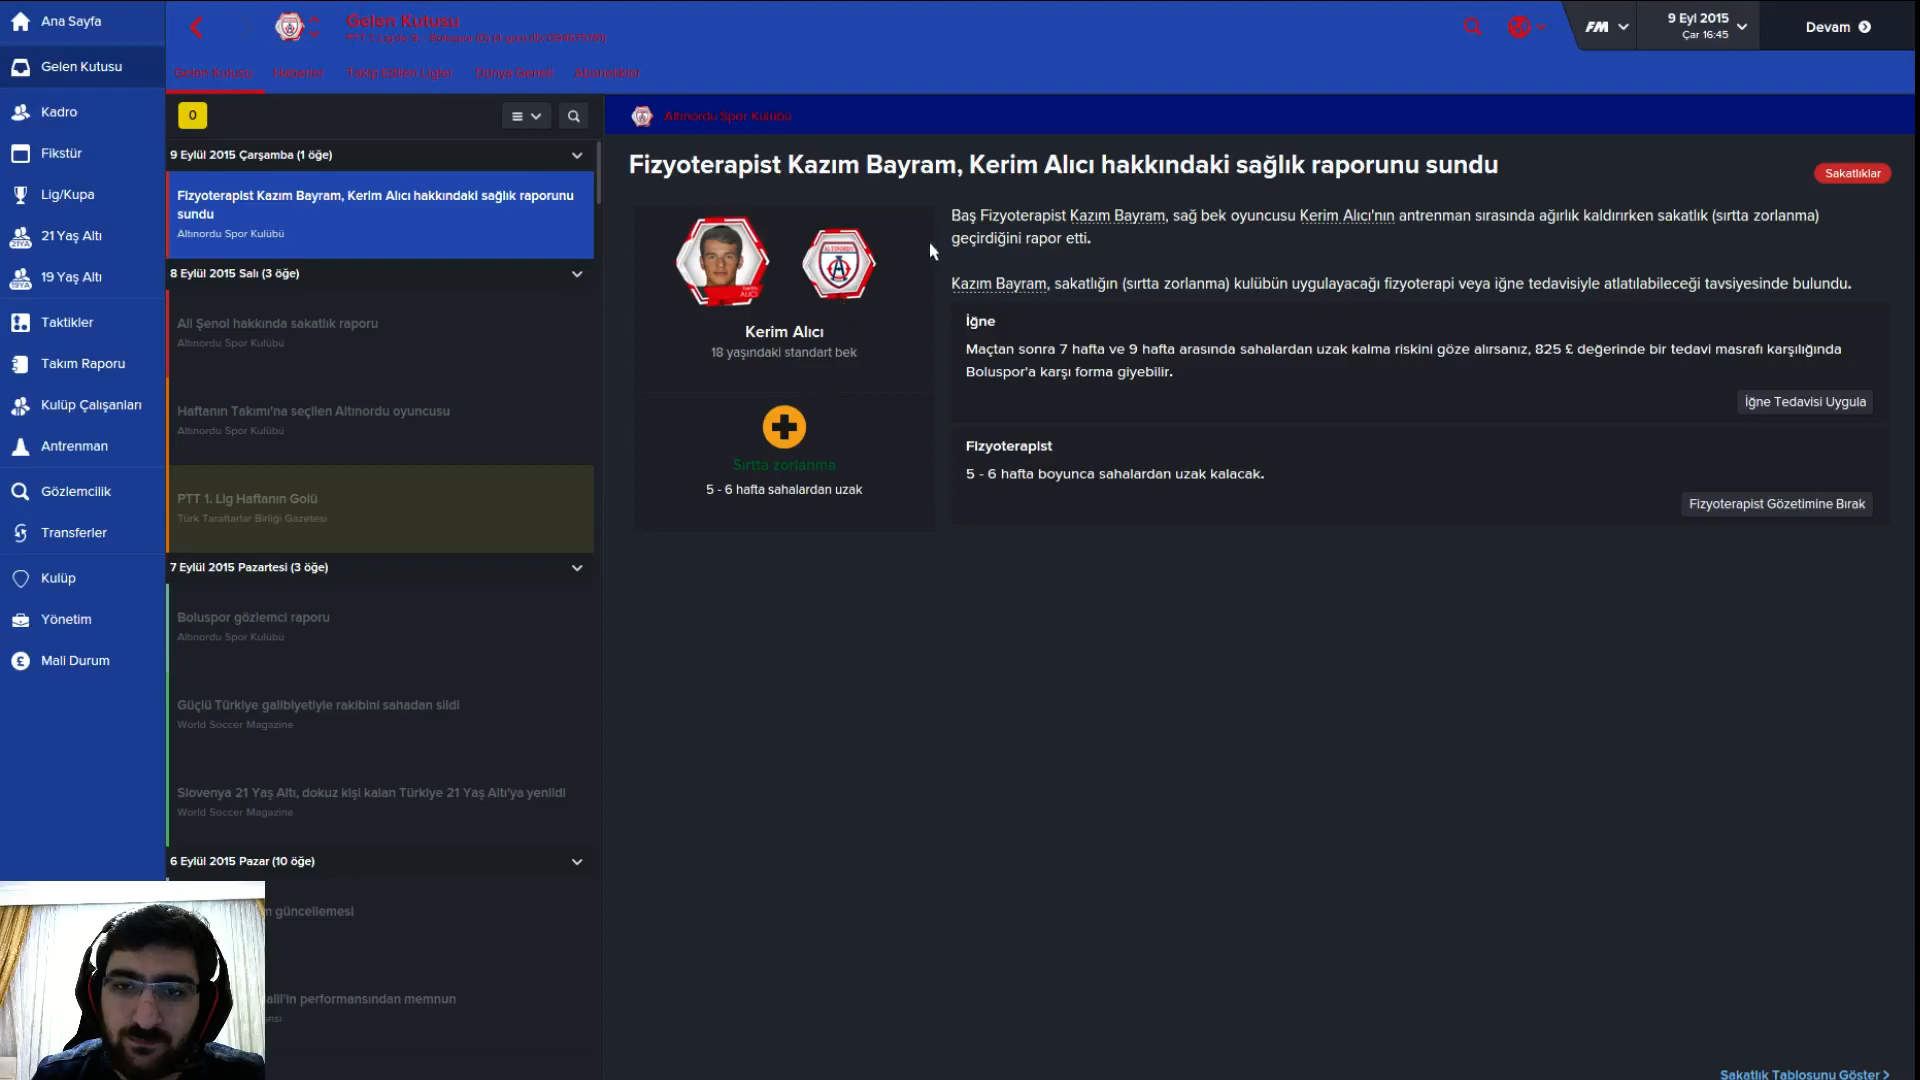 Ana Sayfa
Gelen Kutusu
Kadro
Fikstür
Lig/Kupa
21 Yaş Altı
19 Yaş Altı
Taktikler
Takım Raporu
Kulüp Çalışanları
Antrenman
Gözlemcilik
Transferler
Kulüp
Yönetim
Mali Durum
Gelen Kutusu
Gelen Kutusu
Haberler
Takip Edilen Ligler
Dünya Geneli
Abonelikler
FM
9 Eyl 2015
Çar 16:45
Devam
0
9 Eylül 2015 Çarşamba (1 öğe)
Fizyoterapist Kazım Bayram, Kerim Alıcı hakkındaki sağlık raporunu
sundu
Altınordu Spor Kulübü
8 Eylül 2015 Salı (3 öğe)
Ali Şenol hakkında sakatlık raporu
Altınordu Spor Kulübü
Haftanın Takımı'na seçilen Altınordu oyuncusu
Altınordu Spor Kulübü
PTT 1. Lig Haftanın Golü
Türk Taraftarlar Birliği Gazetesi
7 Eylül 2015 Pazartesi (3 öğe)
Boluspor gözlemci raporu
Altınordu Spor Kulübü
Güçlü Türkiye galibiyetiyle rakibini sahadan sildi
World Soccer Magazine
Slovenya 21 Yaş Altı, dokuz kişi kalan Türkiye 21 Yaş Altı'ya yenildi
World Soccer Magazine
6 Eylül 2015 Pazar (10 öğe)
güncellemesi
performansından memnun
Altınordu Spor Kulübü
Fizyoterapist Kazım Bayram, Kerim Alıcı hakkındaki sağlık raporunu sundu
Sakatlıklar
ALICI
ALTINORDU
Kerim Alıcı
18 yaşındaki standart bek
Sırtta zorlanma
5 - 6 hafta sahalardan uzak
Baş Fizyoterapist Kazım Bayram, sağ bek oyuncusu Kerim Alıcı'nın antrenman sırasında ağırlık kaldırırken sakatlık (sırtta zorlanma)
geçirdiğini rapor etti.
Kazım Bayram, sakatlığın (sırtta zorlanma) kulübün uygulayacağı fizyoterapi veya iğne tedavisiyle atlatılabileceği tavsiyesinde bulundu.
İğne
Maçtan sonra 7 hafta ve 9 hafta arasında sahalardan uzak kalma riskini göze alırsanız, 825 £ değerinde bir tedavi masrafı karşılığında
Boluspor'a karşı forma giyebilir.
İğne Tedavisi Uygula
Fizyoterapist
5 - 6 hafta boyunca sahalardan uzak kalacak.
Fizyoterapist Gözetimine Bırak
Sakatlık Tablosunu Göster >